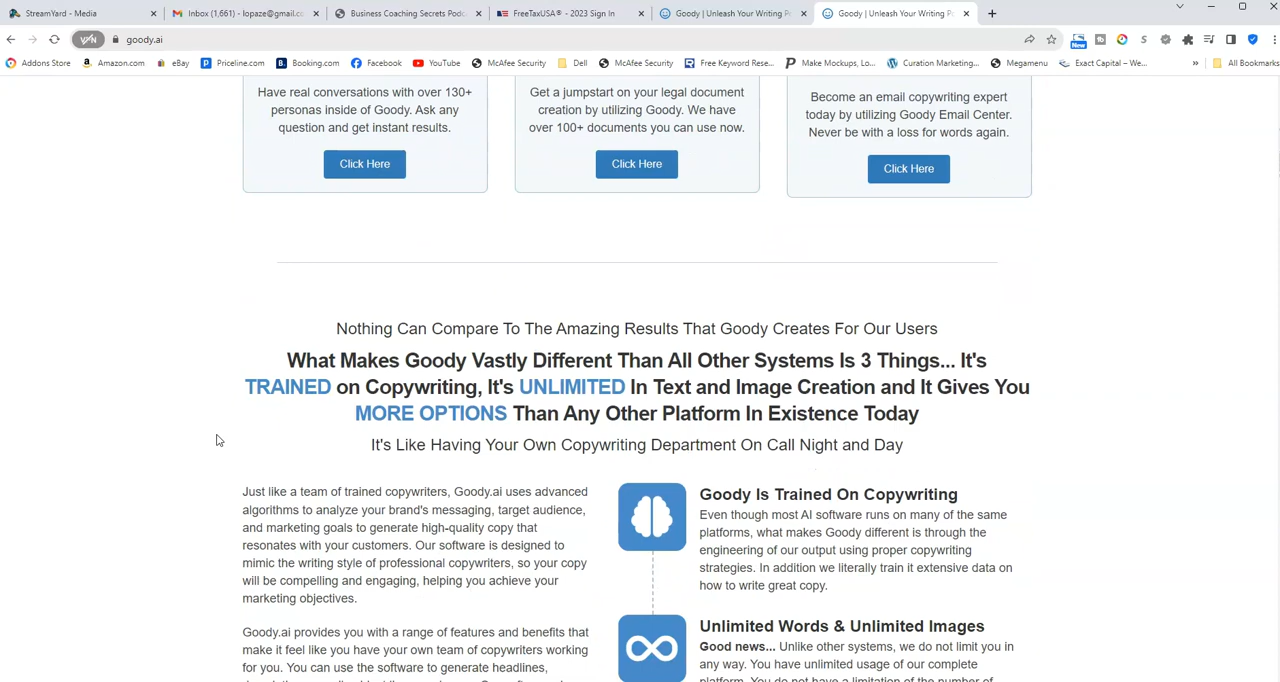 StreamYard - Media
Inbox (1,661) - lopaze@gmail.co
Business Coaching Secrets Podc
FreeTaxUSA® - 2023 Sign In
Goody | Unleash Your Writing P
Goody | Unleash Your Writing P
VPN
goody.ai
New
Addons Store
Amazon.com
eBay
Priceline.com
Booking.com
Facebook
YouTube
McAfee Security
Dell
McAfee Security
Free Keyword Rese...
Make Mockups, Lo...
Curation Marketing...
Megamenu
Exact Capital – We...
»
All Bookmarks
Have real conversations with over 130+
personas inside of Goody. Ask any
question and get instant results.
Click Here
Get a jumpstart on your legal document
creation by utilizing Goody. We have
over 100+ documents you can use now.
Click Here
Become an email copywriting expert
today by utilizing Goody Email Center.
Never be with a loss for words again.
Click Here
Nothing Can Compare To The Amazing Results That Goody Creates For Our Users
What Makes Goody Vastly Different Than All Other Systems Is 3 Things... It's
TRAINED on Copywriting, It's UNLIMITED In Text and Image Creation and It Gives You
MORE OPTIONS Than Any Other Platform In Existence Today
It's Like Having Your Own Copywriting Department On Call Night and Day
Just like a team of trained copywriters, Goody.ai uses advanced
algorithms to analyze your brand's messaging, target audience,
and marketing goals to generate high-quality copy that
resonates with your customers. Our software is designed to
mimic the writing style of professional copywriters, so your copy
will be compelling and engaging, helping you achieve your
marketing objectives.
Goody.ai provides you with a range of features and benefits that
make it feel like you have your own team of copywriters working
for you. You can use the software to generate headlines,
Goody Is Trained On Copywriting
Even though most AI software runs on many of the same
platforms, what makes Goody different is through the
engineering of our output using proper copywriting
strategies. In addition we literally train it extensive data on
how to write great copy.
Unlimited Words & Unlimited Images
Good news... Unlike other systems, we do not limit you in
any way. You have unlimited usage of our complete
platform. You do not have a limitation of the number of